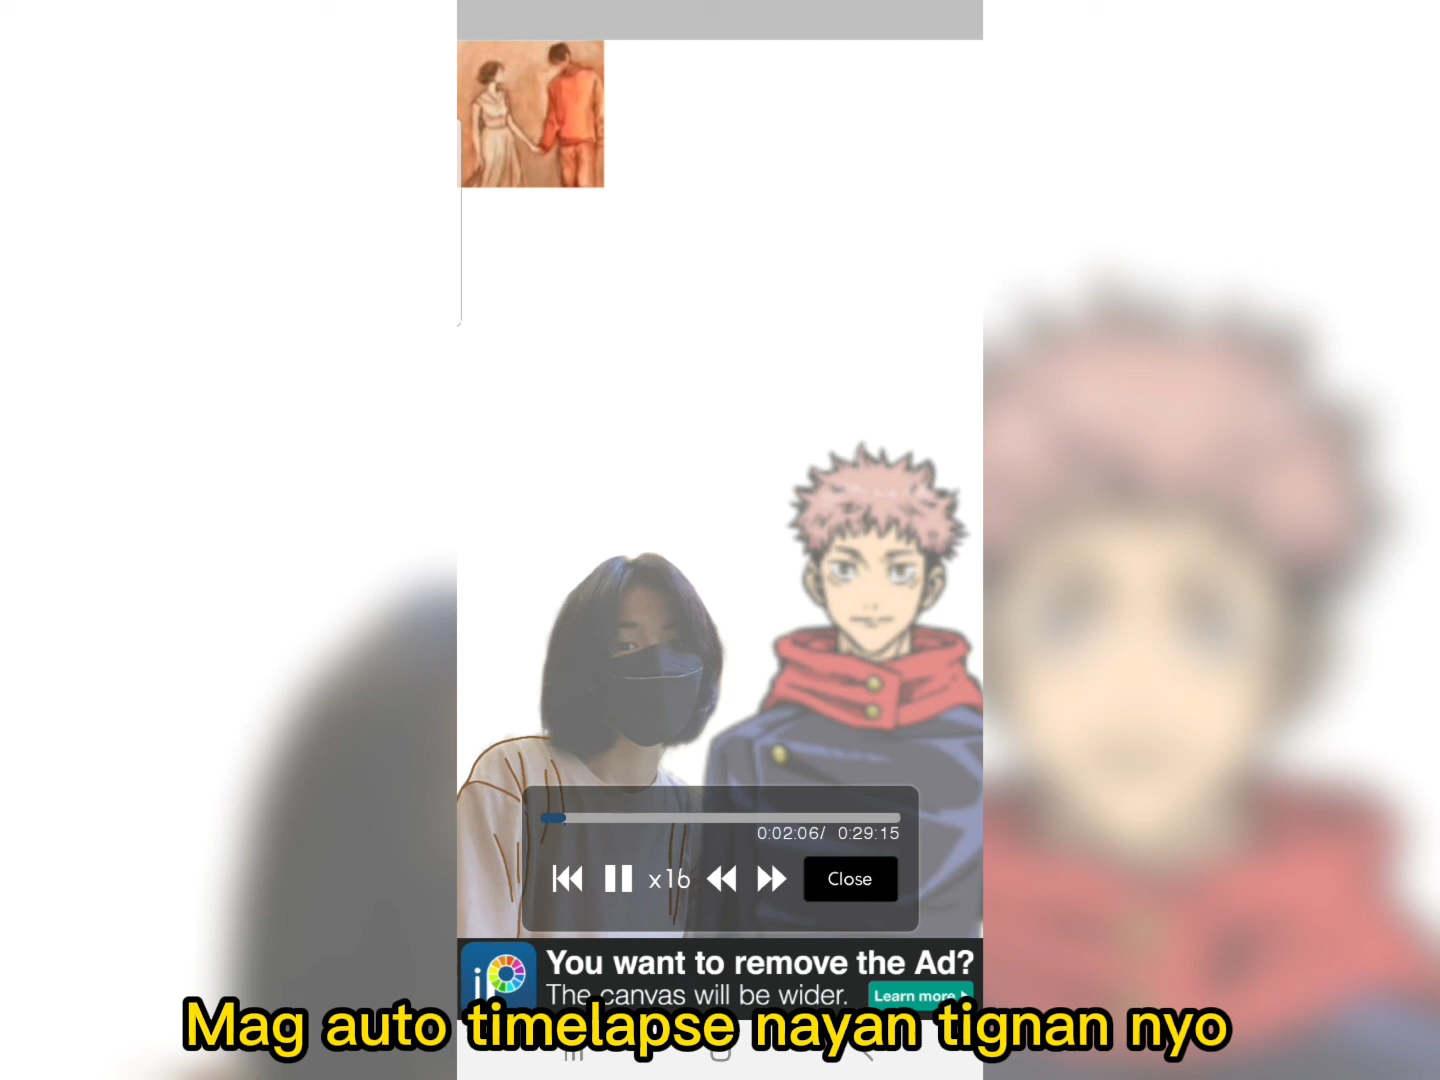 0:02:06/ 0:29:15
x16
Close
iP
You want to remove the Ad?
The canvas will be wider.
Learn more
Mag auto timelapse nayan tignan nyo